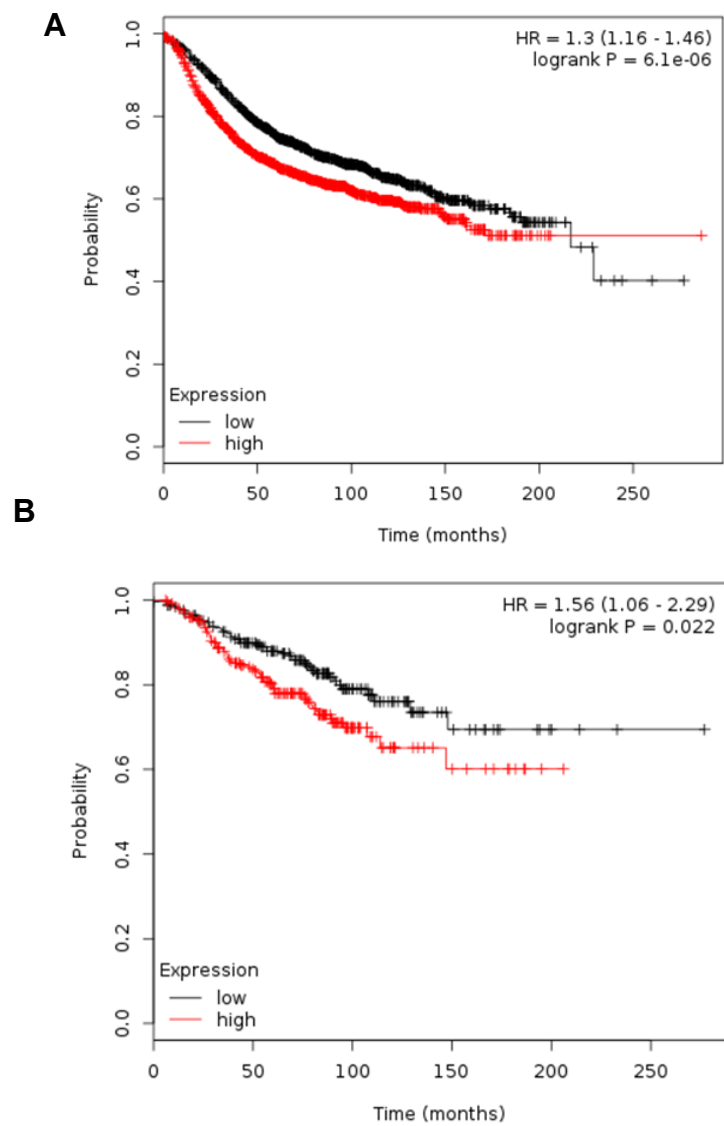 A
HR = 1.3 (1.16 - 1.46)
logrank P = 6.1e-06
1.0
0.8
0.6
0.4
0.2
0.0
Probability
Expression
low
high
0 50 100 150 200 250
Time (months)
B
HR = 1.56 (1.06 - 2.29)
logrank P = 0.022
1.0
0.8
0.6
0.4
0.2
0.0
Probability
Expression
low
high
0 50 100 150 200 250
Time (months)